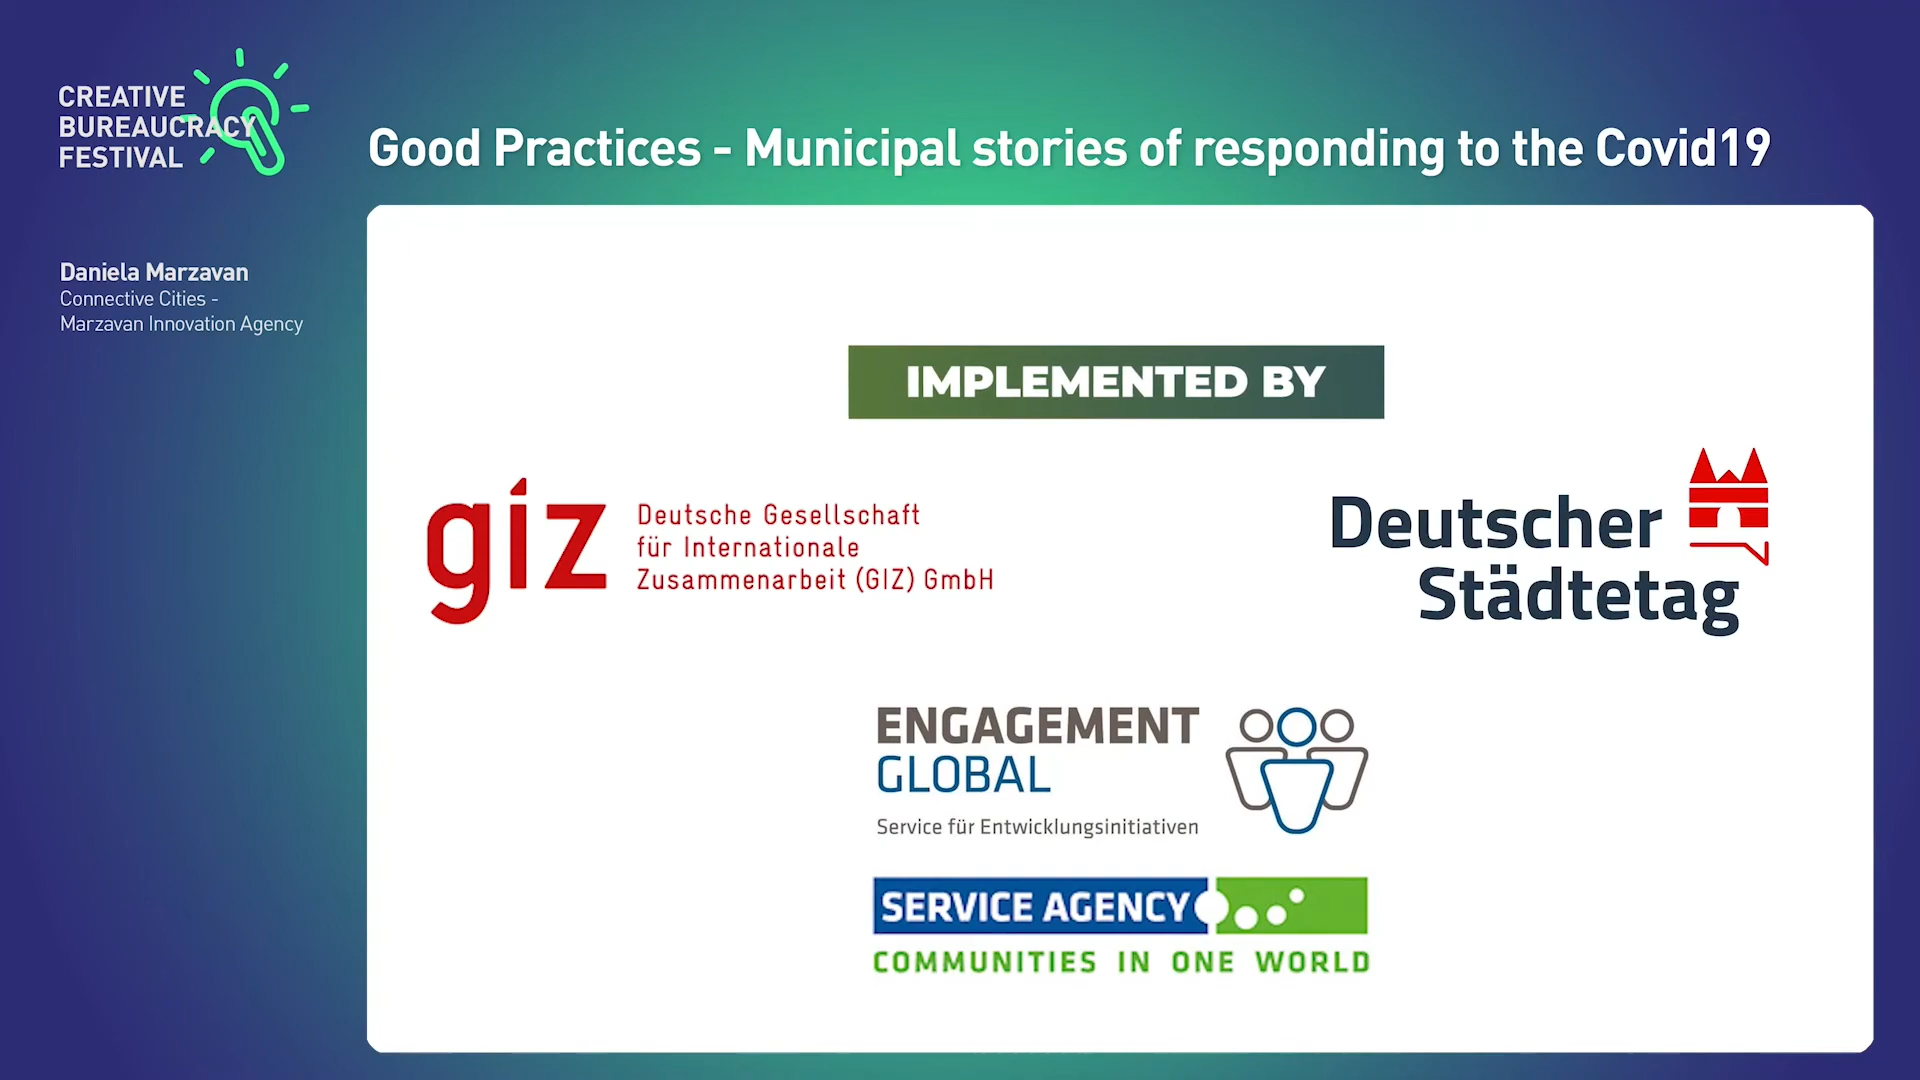 CREATIVE
BUREAUCRACY
FESTIVAL
Good Practices - Municipal stories of responding to the Covid19
Daniela Marzavan
Connective Cities -
Marzavan Innovation Agency
IMPLEMENTED BY
giz
Deutsche Gesellschaft
für Internationale
Zusammenarbeit (GIZ) GmbH
Deutscher
Städtetag
ENGAGEMENT
GLOBAL
Service für Entwicklungsinitiativen
SERVICE AGENCY
COMMUNITIES IN ONE WORLD